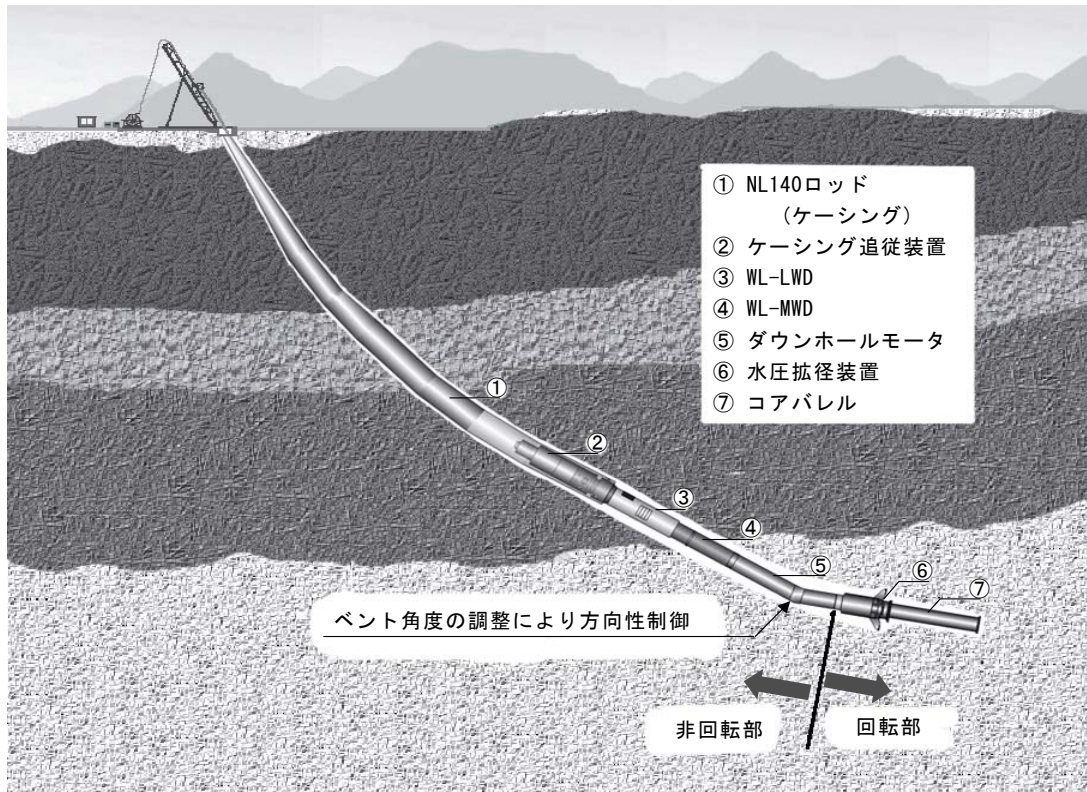 ① NL140ロッド
(ケーシング)
② ケーシング追従装置
③ WL-LWD
④ WL-MWD
⑤ ダウンホールモータ
⑥ 水圧拡径装置
⑦ コアバレル
①
②
③
④
⑤
⑥
⑦
ベント角度の調整により方向性制御
非回転部
回転部